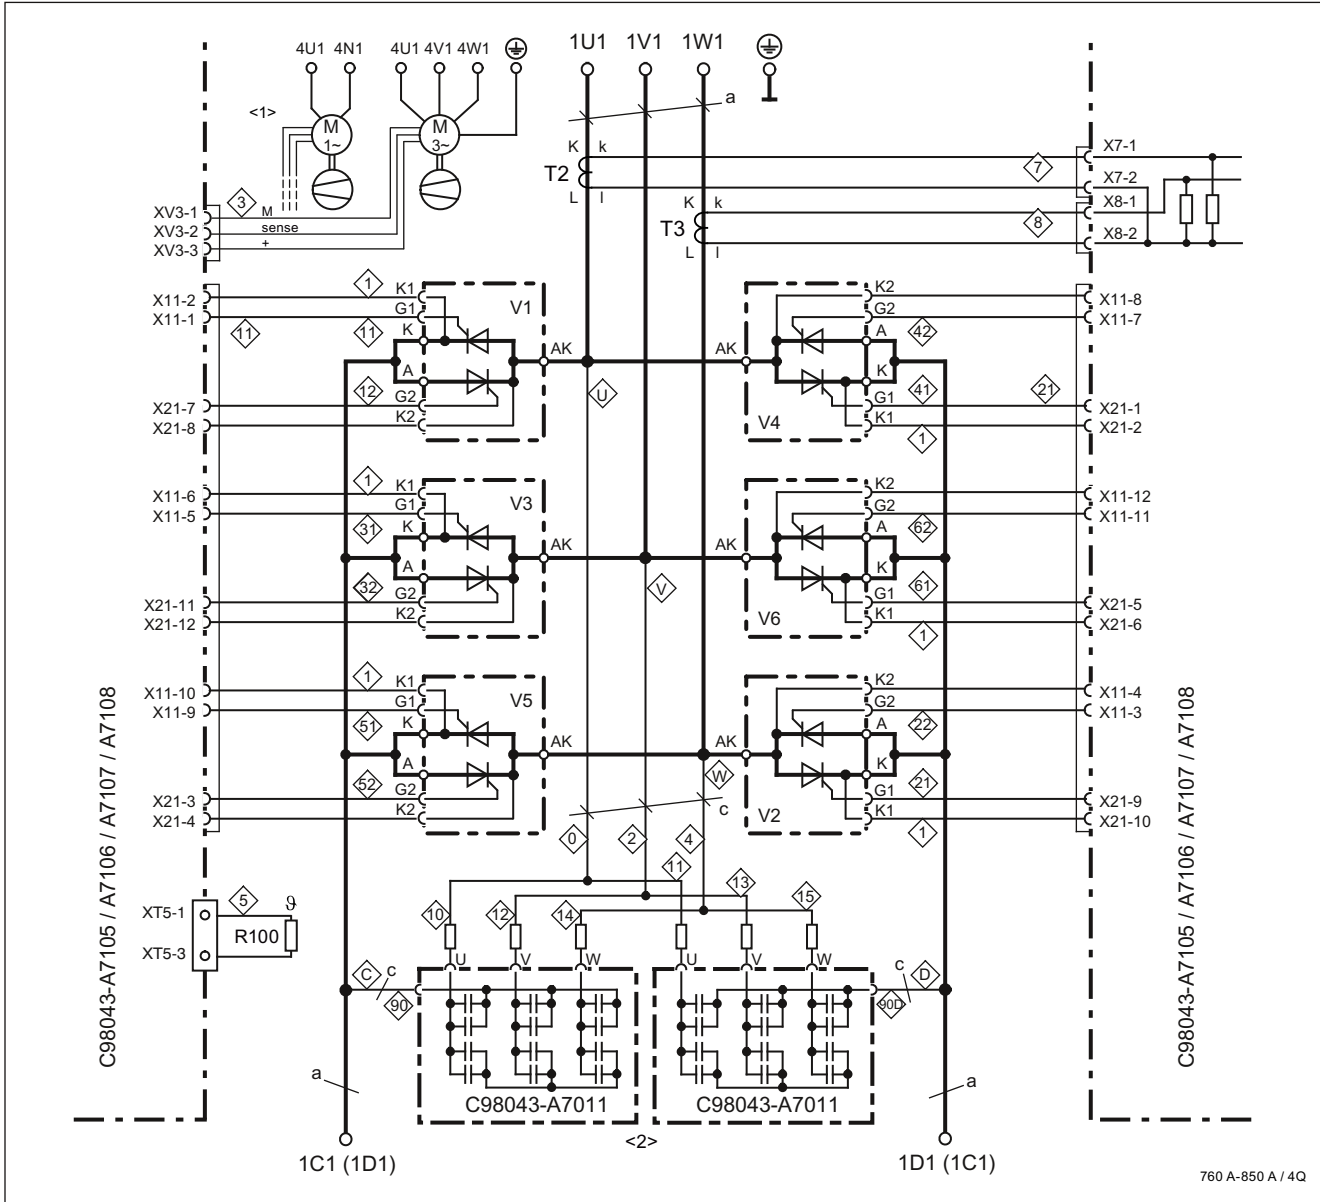 4U1 4N1 4U1 4V1 4W1 1U1 1V1 1W1
<1>
M 1~
M 3~
a
K k
T2
L l
7
X7-1
X7-2
K k
T3
L l
8
X8-1
X8-2
3
XV3-1 M
XV3-2 sense
XV3-3 +
X11-2 1 K1 V1 K2 X11-8
X11-1 11 11 G1 G2 X11-7
K AK AK A 42
A U K 41 21
X21-7 12 G2 G1 X21-1
X21-8 K2 V4 K1 1 X21-2
X11-6 1 K1 V3 K2 X11-12
X11-5 31 G1 G2 X11-11
K AK AK A 62
A V K 61
X21-11 32 G2 G1 X21-5
X21-12 K2 V6 K1 1 X21-6
X11-10 1 K1 V5 K2 X11-4
X11-9 51 G1 G2 X11-3
K AK AK A 22
A W K 21
X21-3 52 G2 c G1 X21-9
X21-4 K2 V2 K1 1 X21-10
0 2 4
11 13 15
10 12 14
C98043-A7105 / A7106 / A7107 / A7108
C98043-A7105 / A7106 / A7107 / A7108
XT5-1 5 ϑ
R100
XT5-3
U V W U V W
C c 90
c D 90D
a
a
C98043-A7011 C98043-A7011
<2>
1C1 (1D1) 1D1 (1C1)
760 A-850 A / 4Q